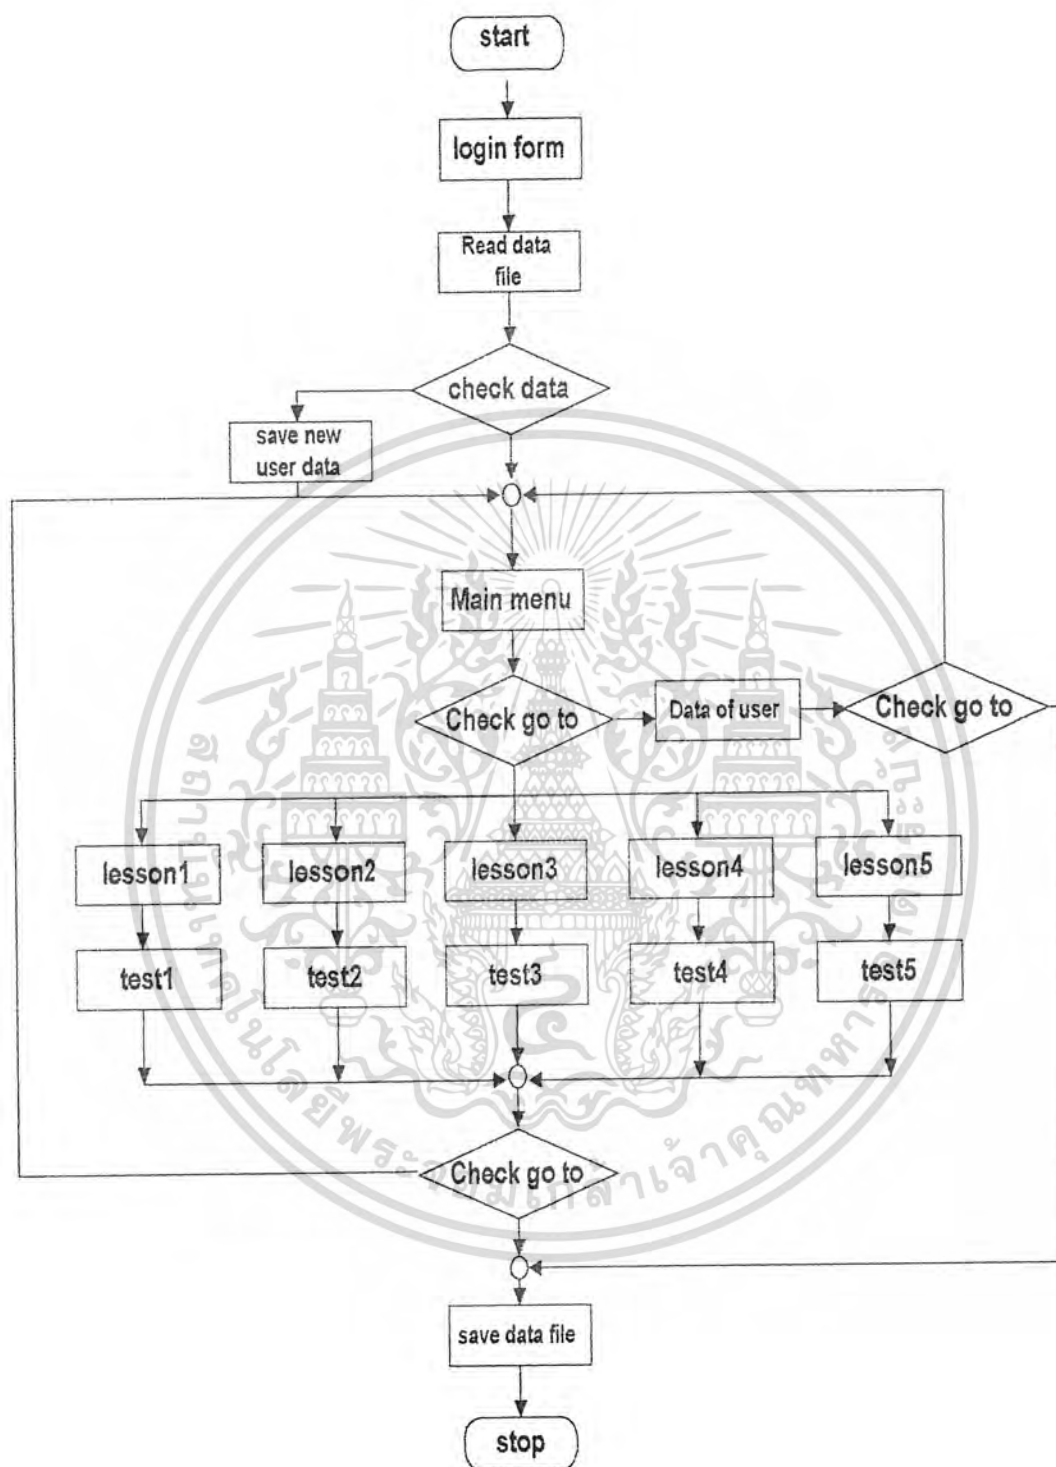 start
login form
Read data
file
check data
save new
user data
Main menu
Check go to
Data of user
Check go to
lesson1
lesson2
lesson3
lesson4
lesson5
test1
test2
test3
test4
test5
Check go to
save data file
stop